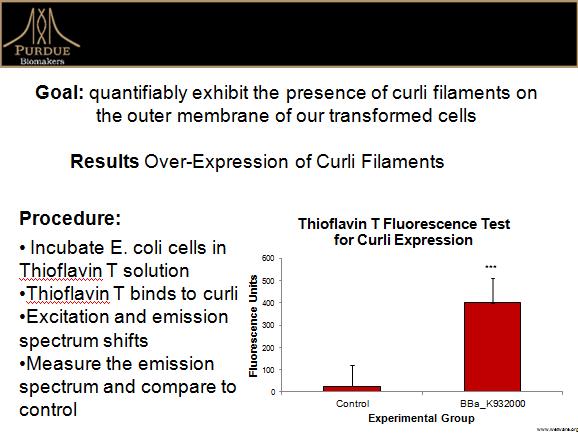 PURDUE
Biomakers
Goal: quantifiably exhibit the presence of curli filaments on
the outer membrane of our transformed cells
Results Over-Expression of Curli Filaments
Procedure:
• Incubate E. coli cells in
Thioflavin T solution
•Thioflavin T binds to curli
•Excitation and emission
spectrum shifts
•Measure the emission
spectrum and compare to
control
Thioflavin T Fluorescence Test
for Curli Expression
Fluorescence Units
600
500
400
300
200
100
0
***
Control
BBa_K932000
Experimental Group